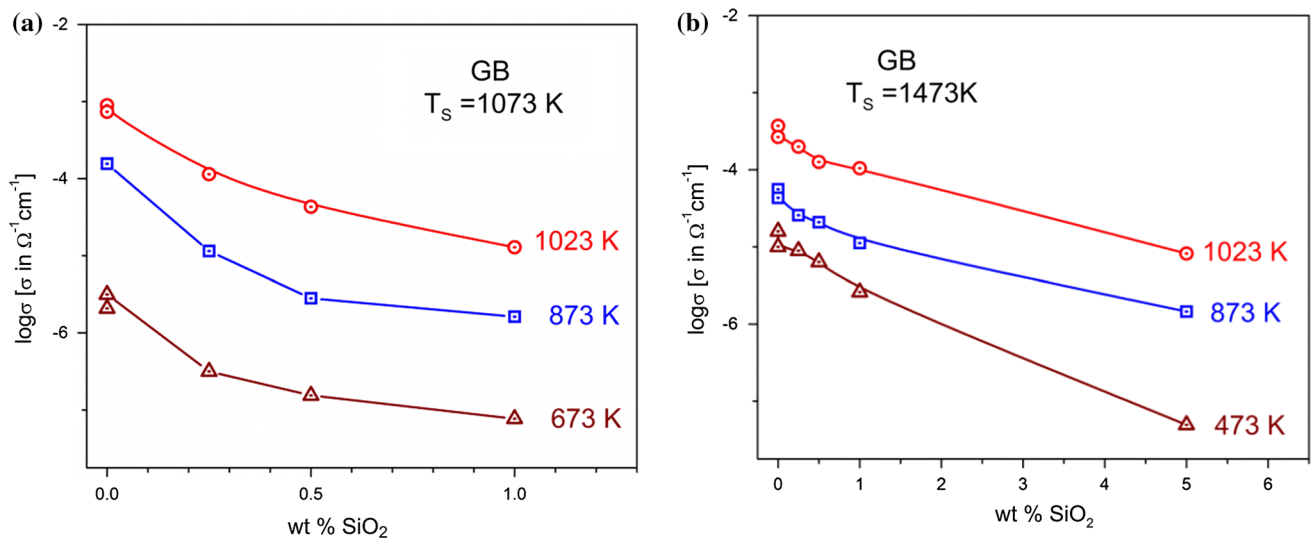 (a)
-2
-4
-6
logσ [σ in Ω⁻¹cm⁻¹]
GB
T_S =1073 K
1023 K
873 K
673 K
0.0 0.5 1.0
wt % SiO₂
(b)
-2
-4
-6
logσ [σ in Ω⁻¹cm⁻¹]
GB
T_S =1473K
1023 K
873 K
473 K
0 1 2 3 4 5 6
wt % SiO₂